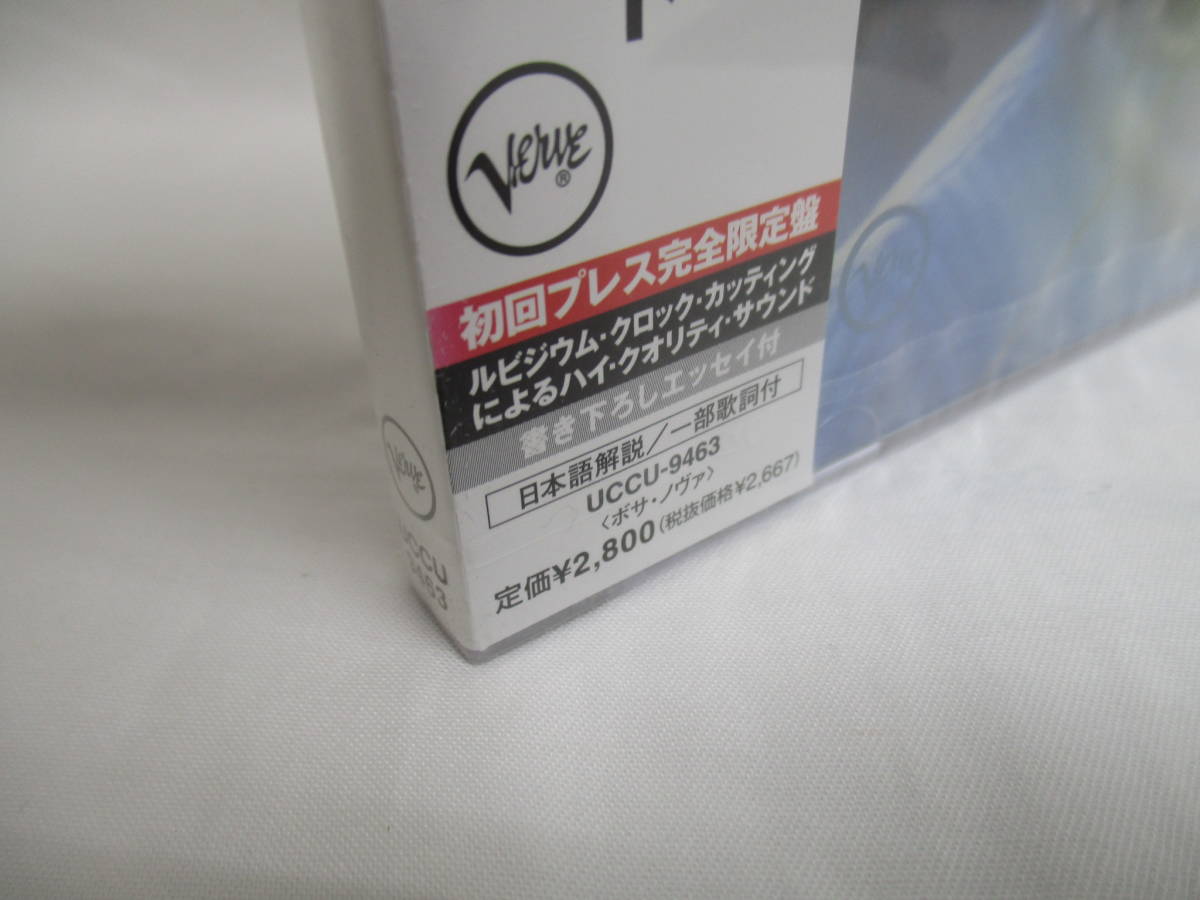 Verve®
初回プレス完全限定盤
ルビジウム・クロック・カッティング
によるハイ・クオリティ・サウンド
書き下ろしエッセイ付
日本語解説/一部歌詞付
UCCU-9463
〈ボサ・ノヴァ〉
定価¥2,800(税抜価格¥2,667)
Verve
UCCU
9463
Verve